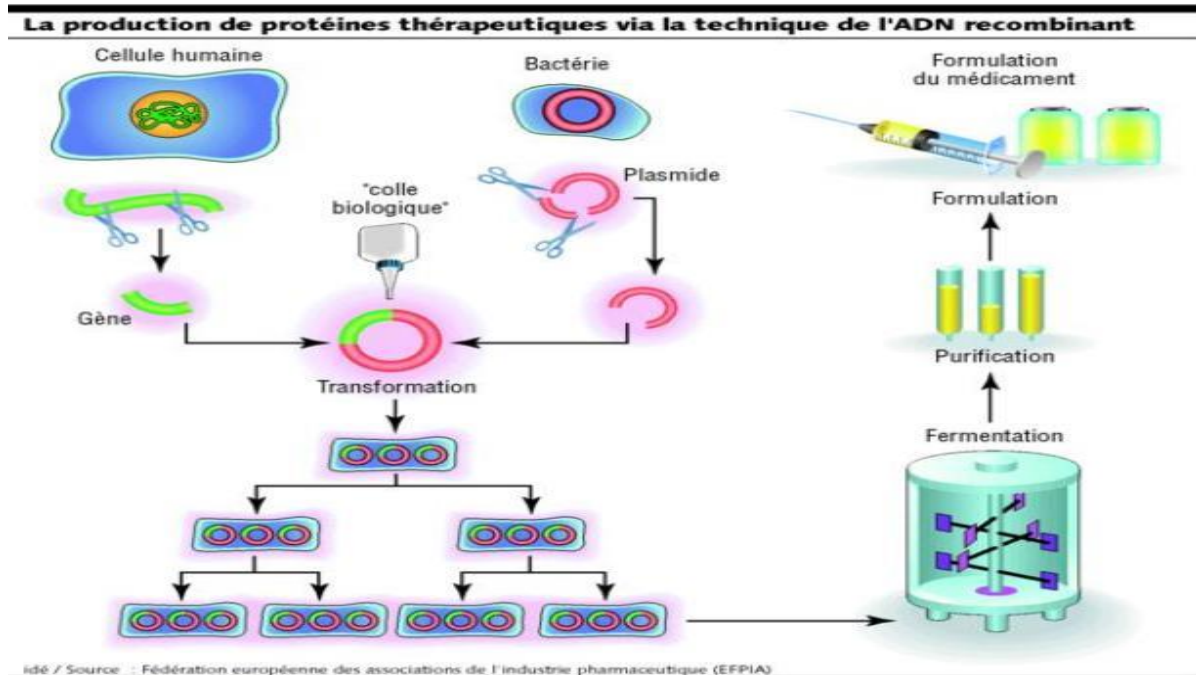 La production de protéines thérapeutiques via la technique de l'ADN recombinant
Cellule humaine
Bactérie
Formulation
du médicament
"colle
biologique"
Plasmide
Formulation
Gène
Transformation
Purification
Fermentation
idé / Source : Fédération européenne des associations de l'industrie pharmaceutique (EFPIA)